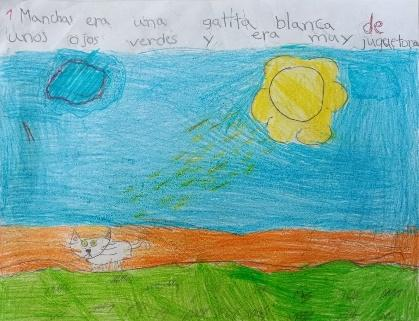 1 Manchas era una gatita blanca de
unos ojos verdes y era muy juguetona